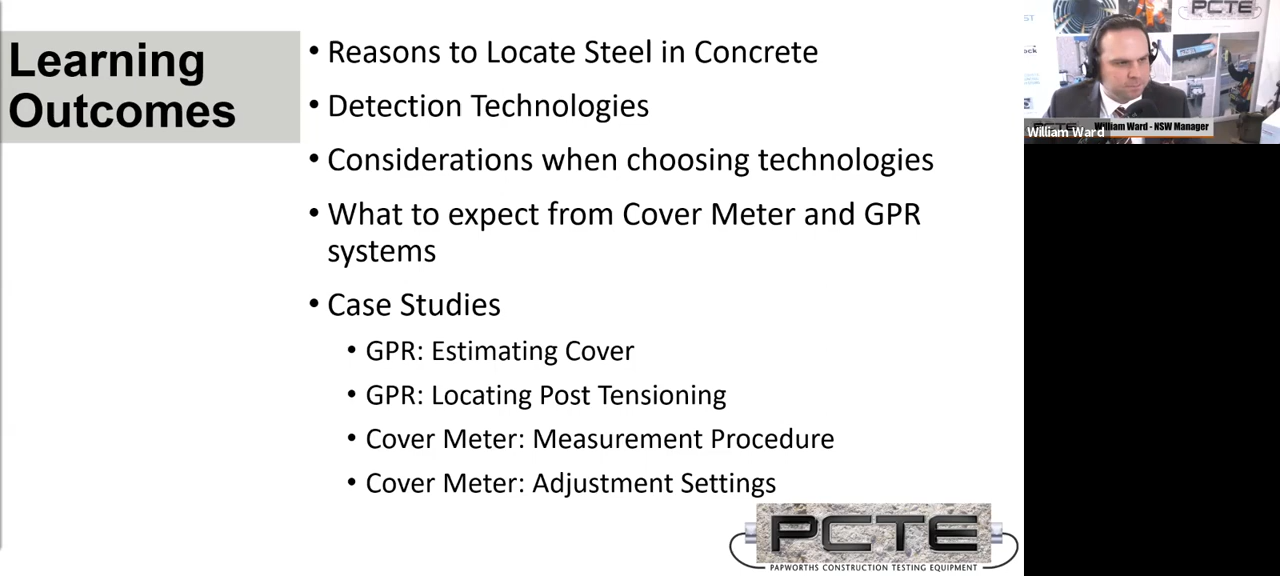 Learning
Outcomes
• Reasons to Locate Steel in Concrete
• Detection Technologies
• Considerations when choosing technologies
• What to expect from Cover Meter and GPR
systems
• Case Studies
• GPR: Estimating Cover
• GPR: Locating Post Tensioning
• Cover Meter: Measurement Procedure
• Cover Meter: Adjustment Settings
PCTE
PAPWORTHS CONSTRUCTION TESTING EQUIPMENT
PCTE
William Ward - NSW Manager
William Ward